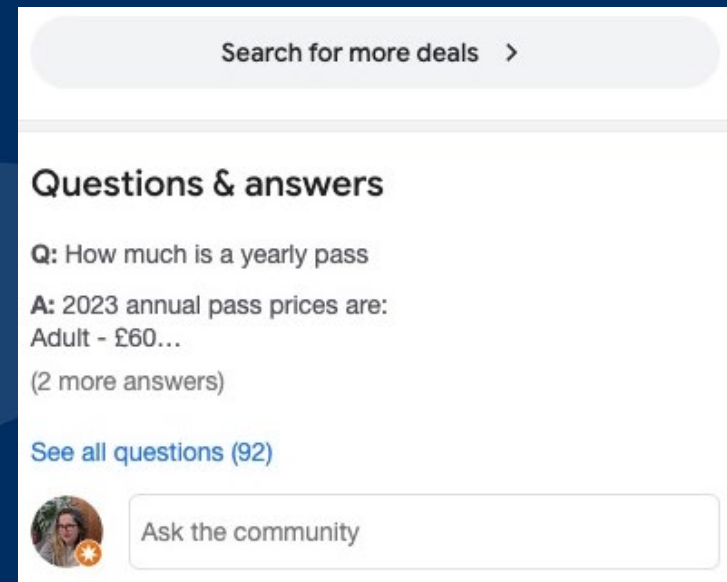 Search for more deals >
Questions & answers
Q: How much is a yearly pass
A: 2023 annual pass prices are:
Adult - £60...
(2 more answers)
See all questions (92)
Ask the community